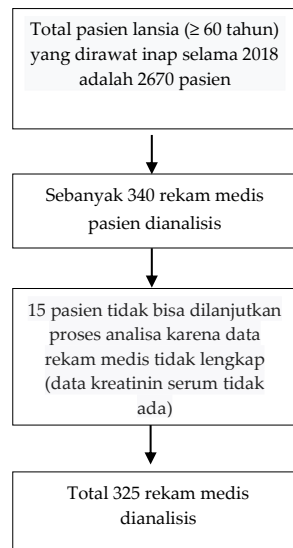 Total pasien lansia (≥ 60 tahun)
yang dirawat inap selama 2018
adalah 2670 pasien
Sebanyak 340 rekam medis
pasien dianalisis
15 pasien tidak bisa dilanjutkan
proses analisa karena data
rekam medis tidak lengkap
(data kreatinin serum tidak
ada)
Total 325 rekam medis
dianalisis